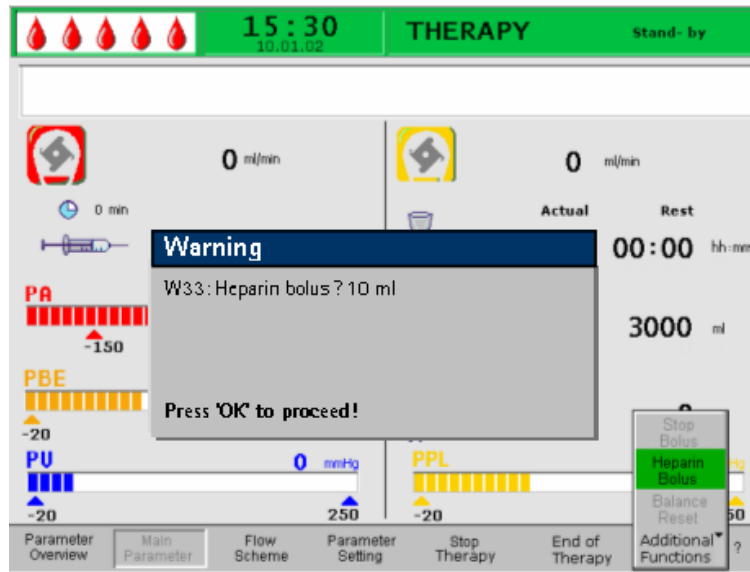 15:30
10.01.02
THERAPY
Stand- by
0 ml/min
0 ml/min
0 min
Actual Rest
00:00 hh:mm
Warning
W33: Heparin bolus ? 10 ml
Press 'OK' to proceed!
PA
-150
3000 ml
PBE
-20
PV
0 mmHg
-20
250
PPL
-20
50
Stop
Bolus
Heparin
Bolus
Balance
Reset
Additional
Functions
Parameter
Overview
Main
Parameter
Flow
Scheme
Parameter
Setting
Stop
Therapy
End of
Therapy
?